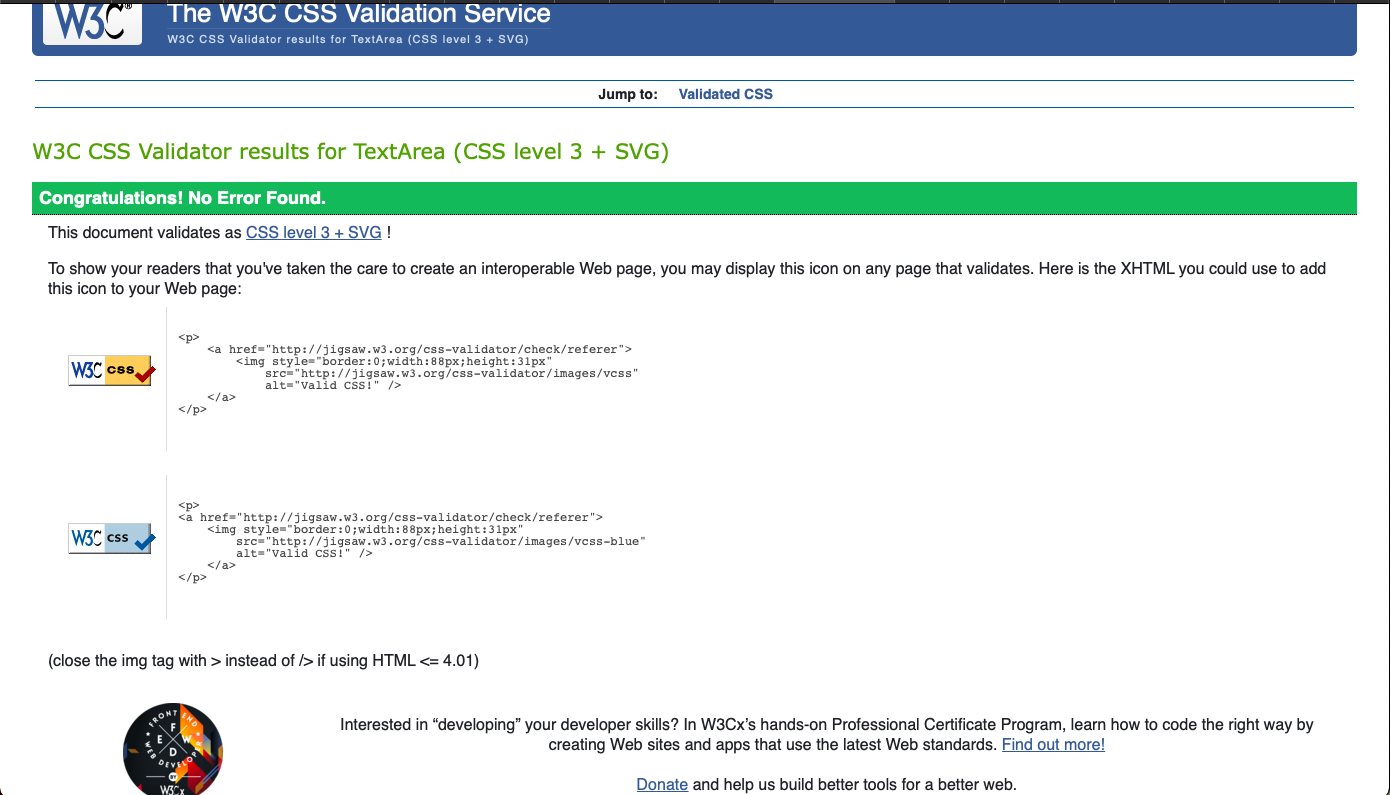 W3C®
The W3C CSS Validation Service
W3C CSS Validator results for TextArea (CSS level 3 + SVG)
Jump to: Validated CSS
W3C CSS Validator results for TextArea (CSS level 3 + SVG)
Congratulations! No Error Found.
This document validates as CSS level 3 + SVG !
To show your readers that you've taken the care to create an interoperable Web page, you may display this icon on any page that validates. Here is the XHTML you could use to add
this icon to your Web page:
W3C css
<p>
    <a href="http://jigsaw.w3.org/css-validator/check/referer">
        <img style="border:0;width:88px;height:31px"
            src="http://jigsaw.w3.org/css-validator/images/vcss"
            alt="Valid CSS!" />
    </a>
</p>
W3C css
<p>
<a href="http://jigsaw.w3.org/css-validator/check/referer">
    <img style="border:0;width:88px;height:31px"
        src="http://jigsaw.w3.org/css-validator/images/vcss-blue"
        alt="Valid CSS!" />
    </a>
</p>
(close the img tag with > instead of /> if using HTML <= 4.01)
FRONT END
F E W D
WEB DEVELOPER
BY
W3Cx
Interested in “developing” your developer skills? In W3Cx’s hands-on Professional Certificate Program, learn how to code the right way by
creating Web sites and apps that use the latest Web standards. Find out more!
Donate and help us build better tools for a better web.